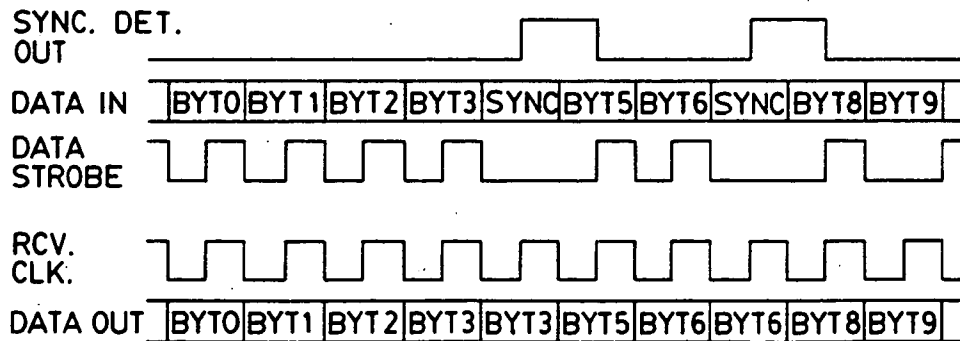 SYNC. DET.
OUT
DATA IN BYT0 BYT1 BYT2 BYT3 SYNC BYT5 BYT6 SYNC BYT8 BYT9
DATA
STROBE
RCV.
CLK.
DATA OUT BYT0 BYT1 BYT2 BYT3 BYT3 BYT5 BYT6 BYT6 BYT8 BYT9